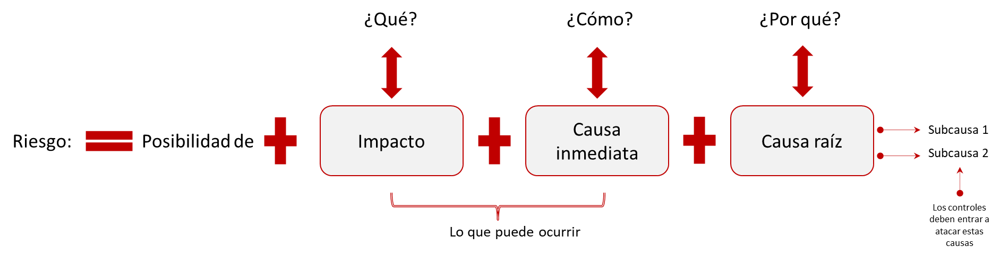 ¿Qué?
¿Cómo?
¿Por qué?
Riesgo:
Posibilidad de
Impacto
Causa
inmediata
Causa raíz
Subcausa 1
Subcausa 2
Lo que puede ocurrir
Los controles
deben entrar a
atacar estas
causas